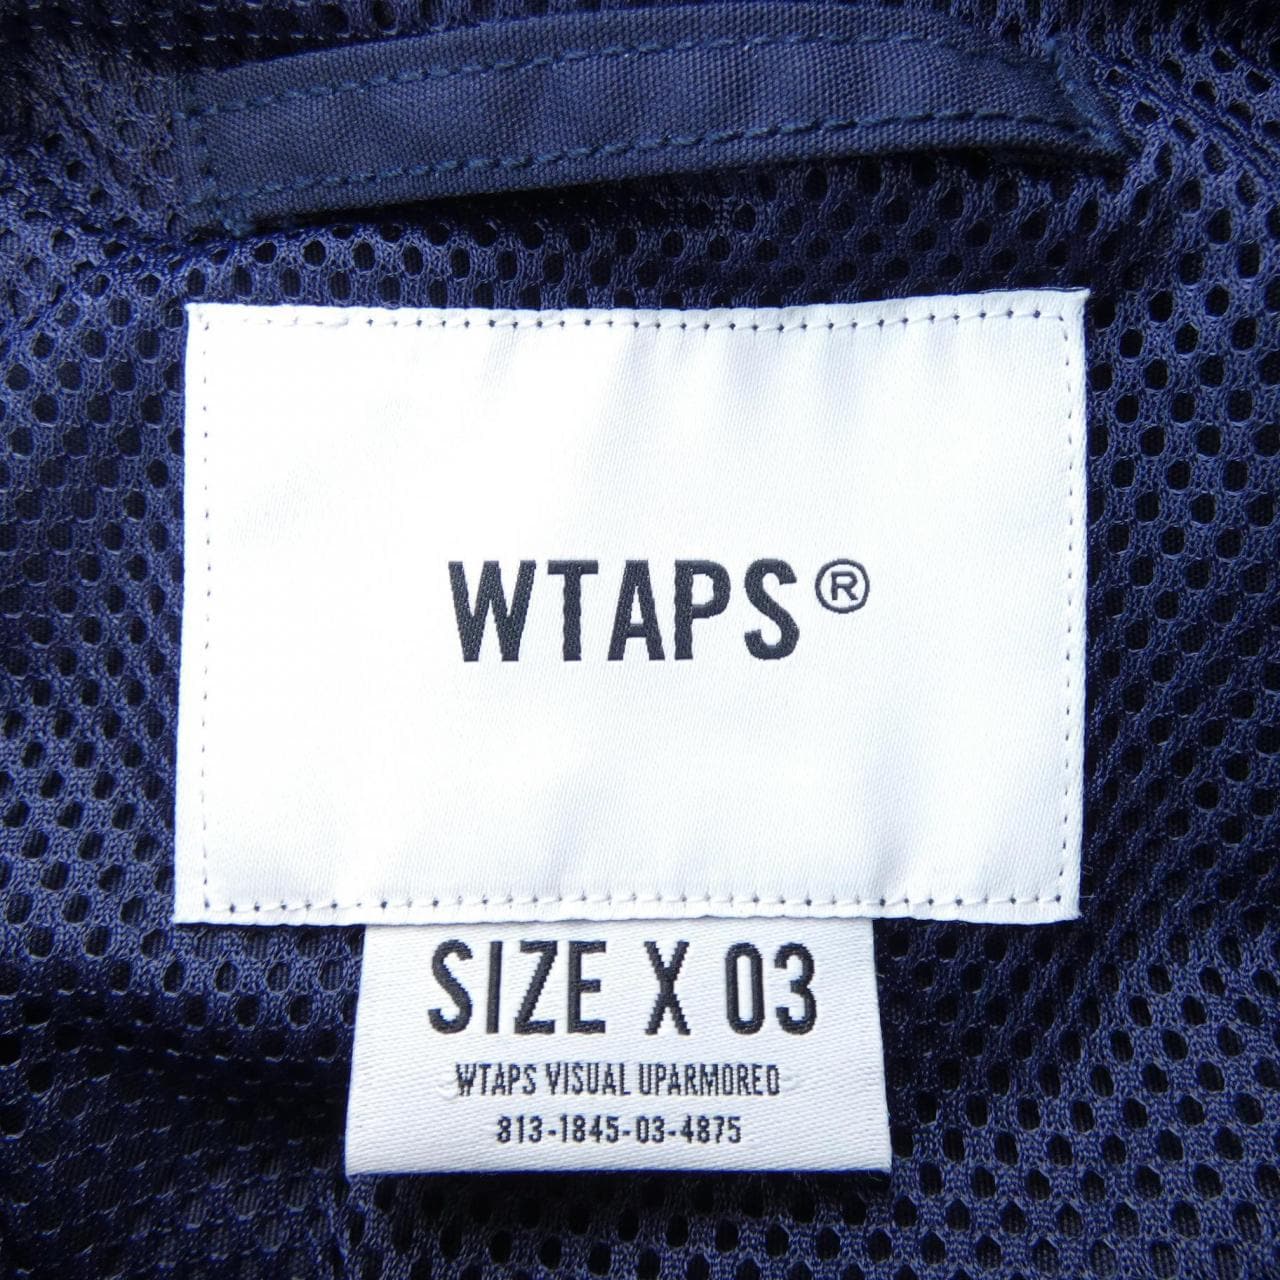 WTAPS®
SIZE X 03
WTAPS VISUAL UPARMORED
813-1845-03-4875